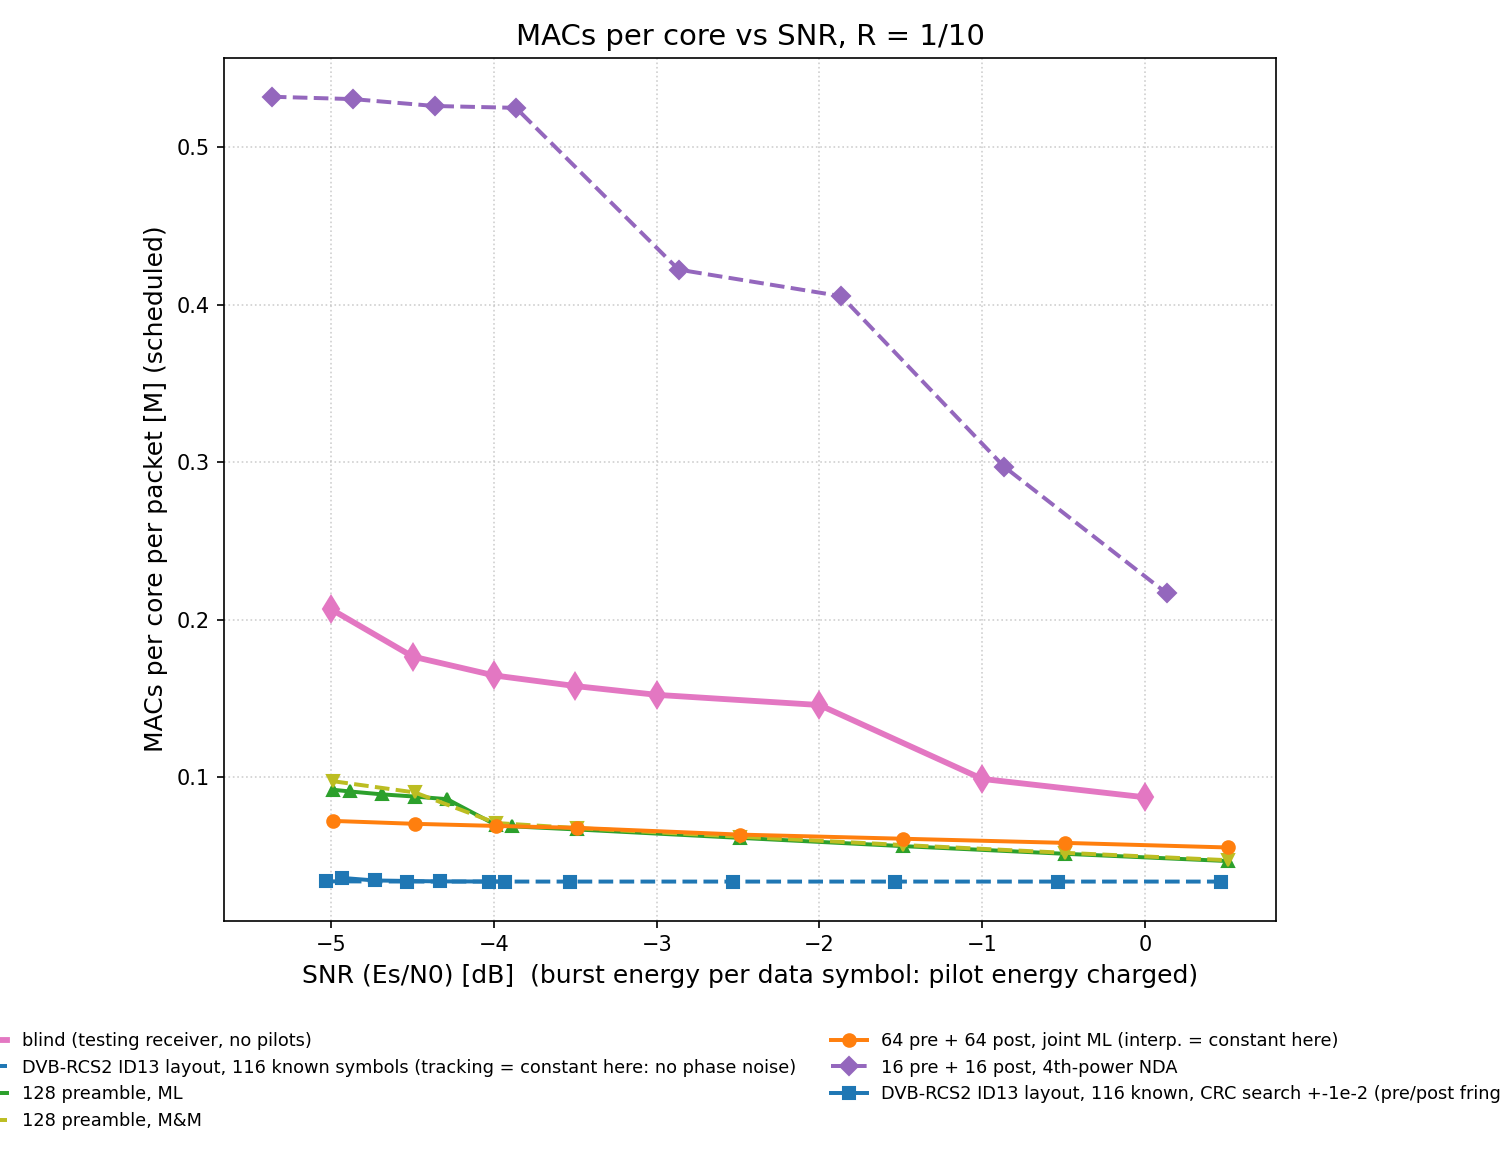 MACs per core vs SNR, R = 1/10
MACs per core per packet [M] (scheduled)
0.5
0.4
0.3
0.2
0.1
−5
−4
−3
−2
−1
0
SNR (Es/N0) [dB]  (burst energy per data symbol: pilot energy charged)
blind (testing receiver, no pilots)
DVB-RCS2 ID13 layout, 116 known symbols (tracking = constant here: no phase noise)
128 preamble, ML
128 preamble, M&M
64 pre + 64 post, joint ML (interp. = constant here)
16 pre + 16 post, 4th-power NDA
DVB-RCS2 ID13 layout, 116 known, CRC search +-1e-2 (pre/post fring